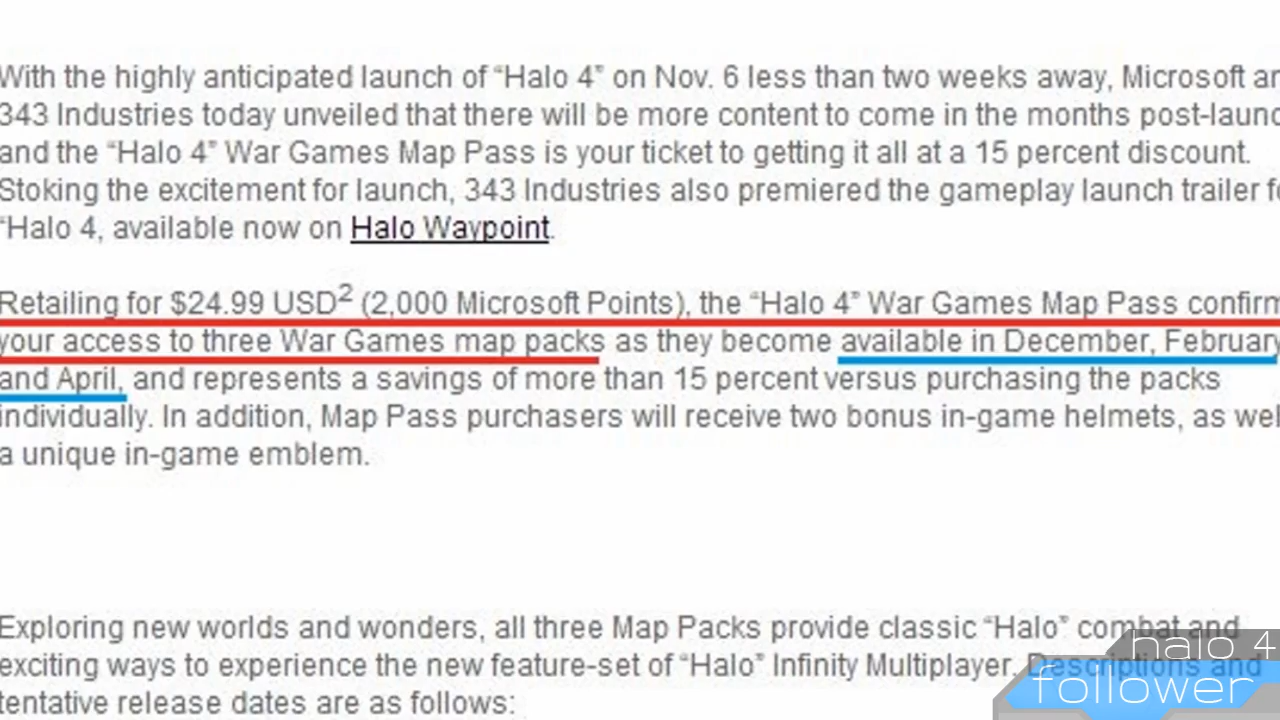 With the highly anticipated launch of “Halo 4” on Nov. 6 less than two weeks away, Microsoft an
343 Industries today unveiled that there will be more content to come in the months post-launc
and the “Halo 4” War Games Map Pass is your ticket to getting it all at a 15 percent discount.
Stoking the excitement for launch, 343 Industries also premiered the gameplay launch trailer fo
“Halo 4, available now on Halo Waypoint.
Retailing for $24.99 USD2 (2,000 Microsoft Points), the “Halo 4” War Games Map Pass confirm
your access to three War Games map packs as they become available in December, February
and April, and represents a savings of more than 15 percent versus purchasing the packs
individually. In addition, Map Pass purchasers will receive two bonus in-game helmets, as wel
a unique in-game emblem.
Exploring new worlds and wonders, all three Map Packs provide classic “Halo” combat and
exciting ways to experience the new feature-set of “Halo” Infinity Multiplayer. Descriptions and
tentative release dates are as follows:
halo 4
follower